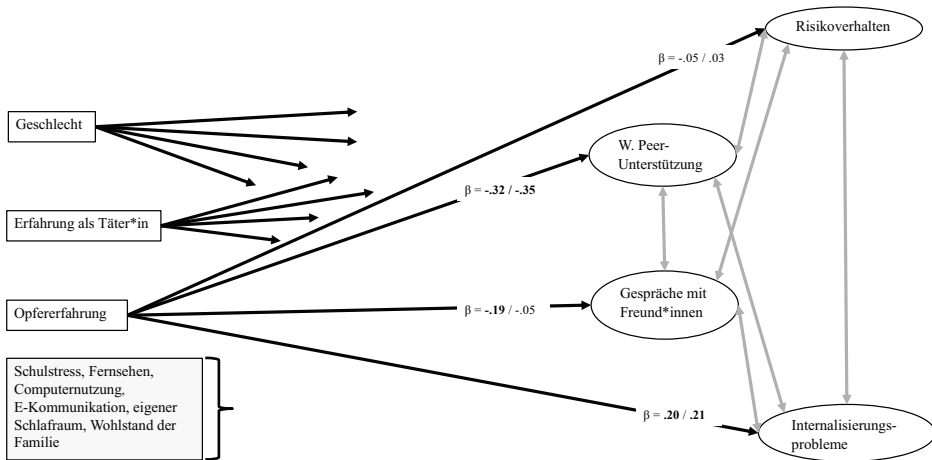 Risikoverhalten
β = -.05 / .03
Geschlecht
W. Peer-
Unterstützung
β = -.32 / -.35
Erfahrung als Täter*in
Gespräche mit
Freund*innen
β = -.19 / -.05
Opfererfahrung
Schulstress, Fernsehen,
Computernutzung,
E-Kommunikation, eigener
Schlafraum, Wohlstand der
Familie
β = .20 / .21
Internalisierungs-
probleme